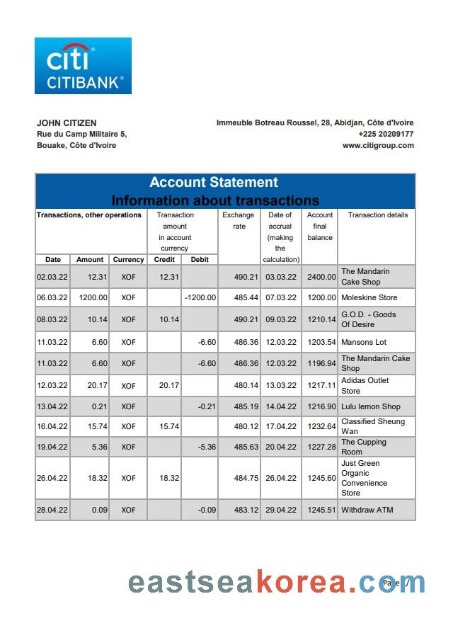 citi
CITIBANK®
JOHN CITIZEN
Rue du Camp Militaire 5,
Bouake, Côte d'Ivoire
Immeuble Botreau Roussel, 28, Abidjan, Côte d'Ivoire
+225 20209177
www.citigroup.com
Account Statement
Information about transactions
Transactions, other operations | Transaction amount in account currency | Exchange rate | Date of accrual (making the calculation) | Account final balance | Transaction details
Date | Amount | Currency | Credit | Debit
02.03.22 12.31 XOF 12.31 490.21 03.03.22 2400.00 The Mandarin Cake Shop
06.03.22 1200.00 XOF -1200.00 485.44 07.03.22 1200.00 Moleskine Store
08.03.22 10.14 XOF 10.14 490.21 09.03.22 1210.14 G.O.D. - Goods Of Desire
11.03.22 6.60 XOF -6.60 486.36 12.03.22 1203.54 Mansons Lot
11.03.22 6.60 XOF -6.60 486.36 12.03.22 1196.94 The Mandarin Cake Shop
12.03.22 20.17 XOF 20.17 480.14 13.03.22 1217.11 Adidas Outlet Store
13.04.22 0.21 XOF -0.21 485.19 14.04.22 1216.90 Lulu lemon Shop
16.04.22 15.74 XOF 15.74 480.12 17.04.22 1232.64 Classified Sheung Wan
19.04.22 5.36 XOF -5.36 485.63 20.04.22 1227.28 The Cupping Room
26.04.22 18.32 XOF 18.32 484.75 26.04.22 1245.60 Just Green Organic Convenience Store
28.04.22 0.09 XOF -0.09 483.12 29.04.22 1245.51 Withdraw ATM
eastseakorea.com